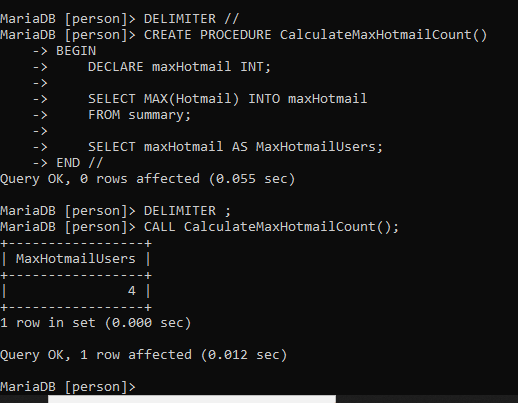 MariaDB [person]> DELIMITER //
MariaDB [person]> CREATE PROCEDURE CalculateMaxHotmailCount()
    -> BEGIN
    ->     DECLARE maxHotmail INT;
    ->
    ->     SELECT MAX(Hotmail) INTO maxHotmail
    ->     FROM summary;
    ->
    ->     SELECT maxHotmail AS MaxHotmailUsers;
    -> END //
Query OK, 0 rows affected (0.055 sec)

MariaDB [person]> DELIMITER ;
MariaDB [person]> CALL CalculateMaxHotmailCount();
+-----------------+
| MaxHotmailUsers |
+-----------------+
|               4 |
+-----------------+
1 row in set (0.000 sec)

Query OK, 1 row affected (0.012 sec)

MariaDB [person]>